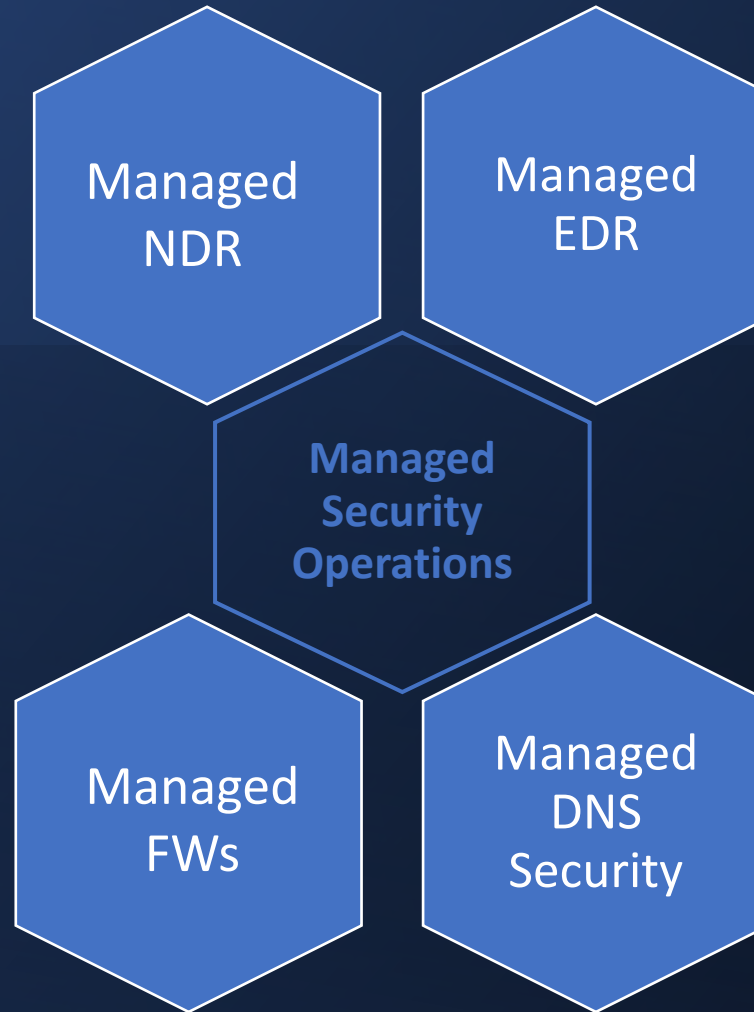 Managed
NDR
Managed
EDR
Managed
Security
Operations
Managed
FWs
Managed
DNS
Security